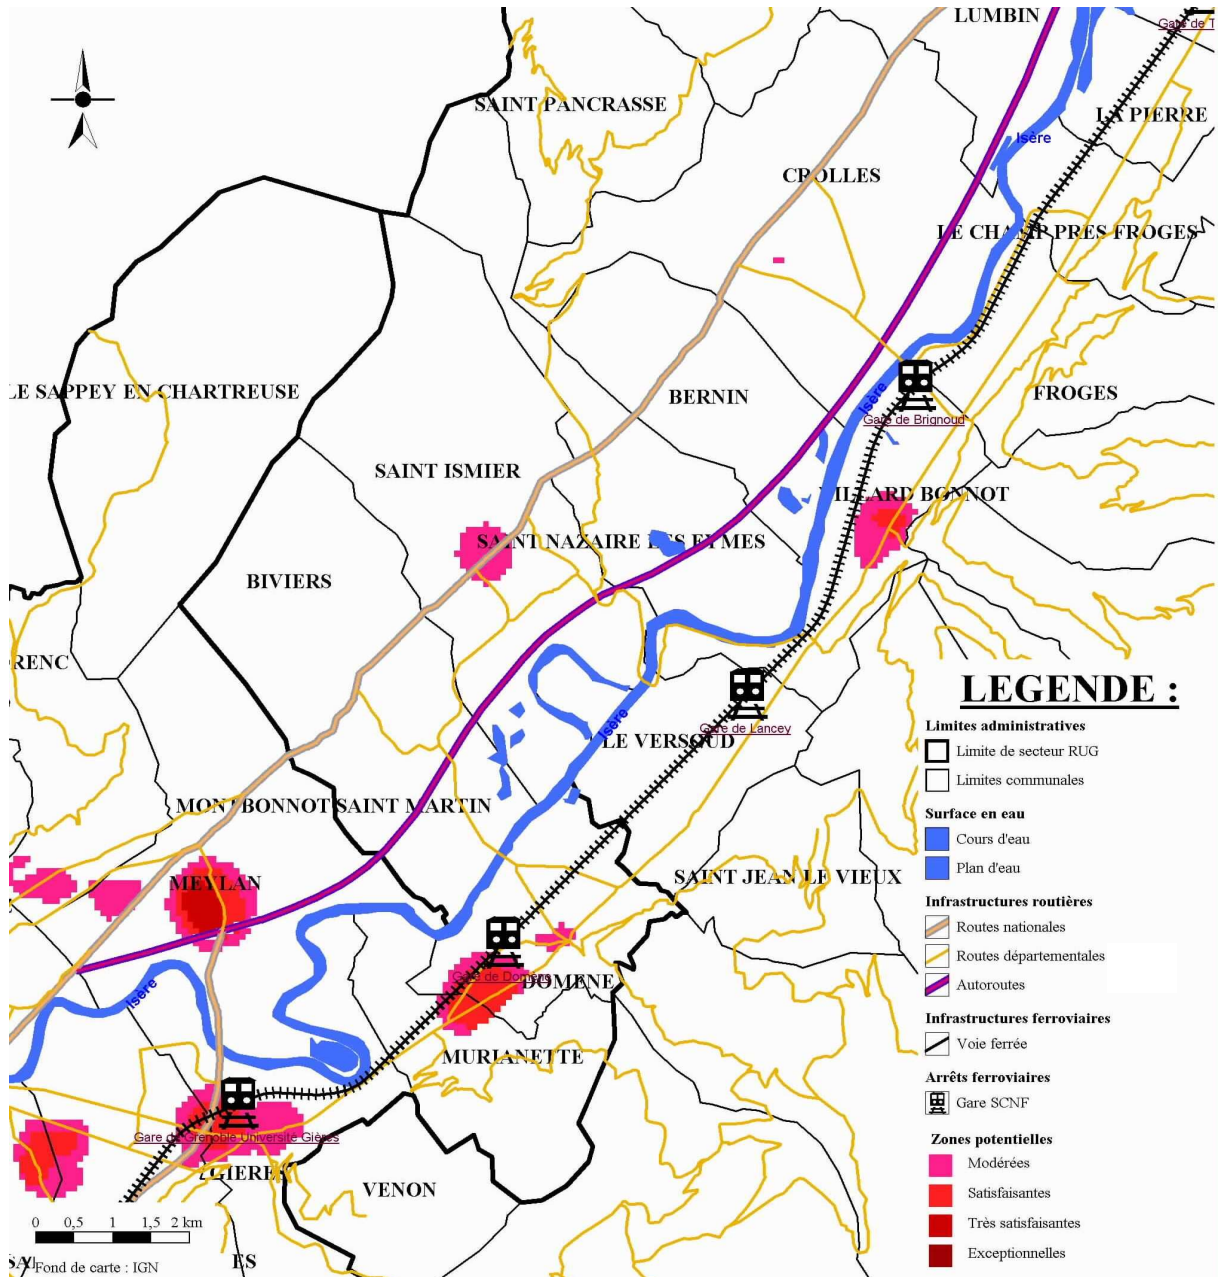 LUMBIN
Gare de T
SAINT PANCRASSE
LA PIERRE
Isère
CROLLES
LE CHAMP PRES FROGES
LE SAPPEY EN CHARTREUSE
BERNIN
Isère
FROGES
Gare de Brignoud
SAINT ISMIER
VILLARD BONNOT
SAINT NAZAIRE LES EYMES
BIVIERS
ORENC
Isère
LE VERSOUD
Gare de Lancey
MONTBONNOT SAINT MARTIN
MEYLAN
SAINT JEAN LE VIEUX
Gare de Domène
DOMENE
Isère
MURIANETTE
Gare de Grenoble Université Gières
GIERES
VENON
ES
SAI
0 0,5 1 1,5 2 km
Fond de carte : IGN
LEGENDE :
Limites administratives
Limite de secteur RUG
Limites communales
Surface en eau
Cours d'eau
Plan d'eau
Infrastructures routières
Routes nationales
Routes départementales
Autoroutes
Infrastructures ferroviaires
Voie ferrée
Arrêts ferroviaires
Gare SCNF
Zones potentielles
Modérées
Satisfaisantes
Très satisfaisantes
Exceptionnelles